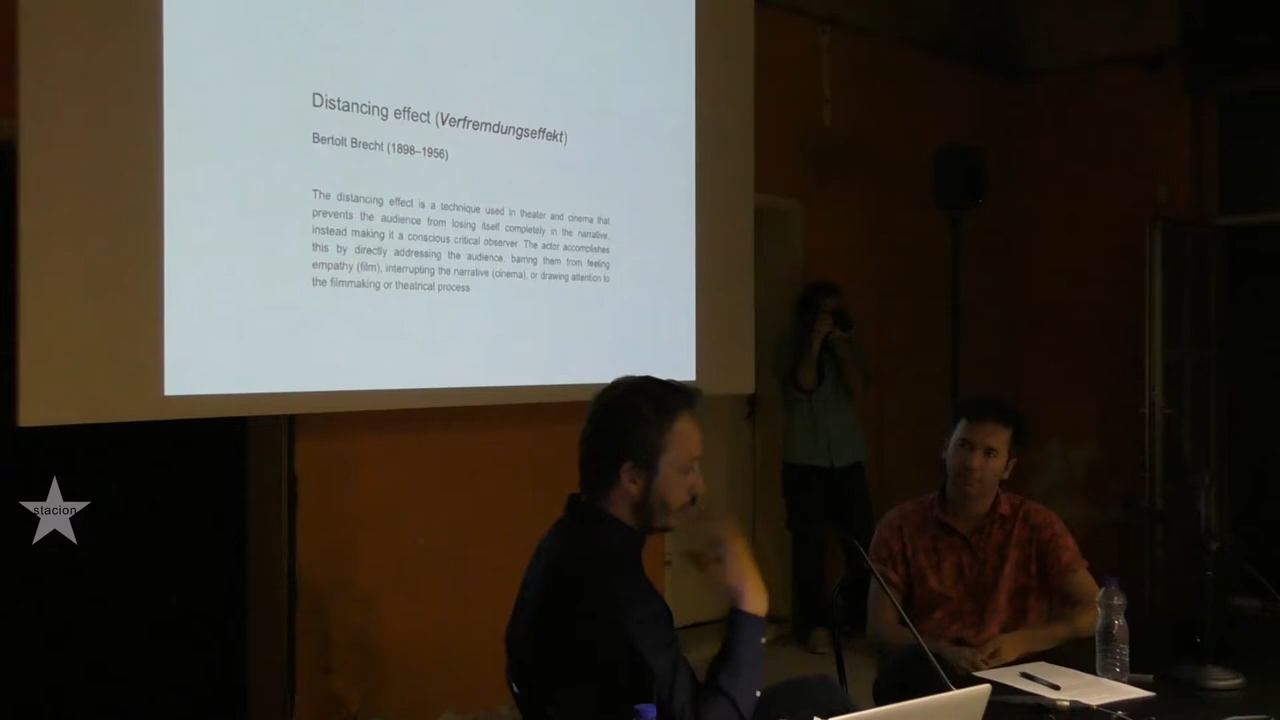 Distancing effect (Verfremdungseffekt)
Bertolt Brecht (1898–1956)
The distancing effect is a technique used in theater and cinema that
prevents the audience from losing itself completely in the narrative,
instead making it a conscious critical observer. The actor accomplishes
this by directly addressing the audience, barring them from feeling
empathy (film), interrupting the narrative (cinema), or drawing attention to
the filmmaking or theatrical process
stacion